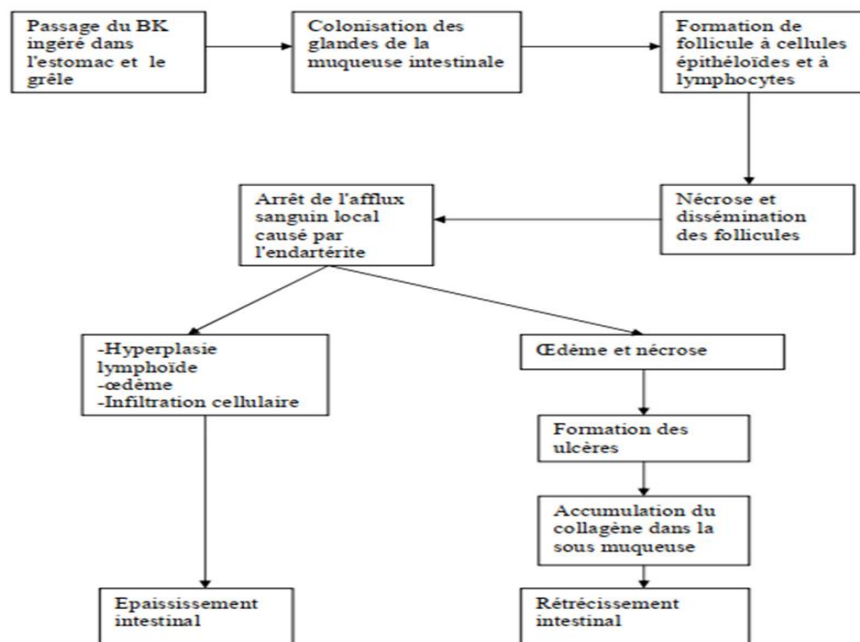 Passage du BK
ingéré dans
l'estomac et le
grêle
Colonisation des
glandes de la
muqueuse intestinale
Formation de
follicule à cellules
épithéloïdes et à
lymphocytes
Nécrose et
dissémination
des follicules
Arrêt de l'afflux
sanguin local
causé par
l'endartérite
-Hyperplasie
lymphoïde
-œdème
-Infiltration cellulaire
Œdème et nécrose
Formation des
ulcères
Accumulation du
collagène dans la
sous muqueuse
Epaississement
intestinal
Rétrécissement
intestinal